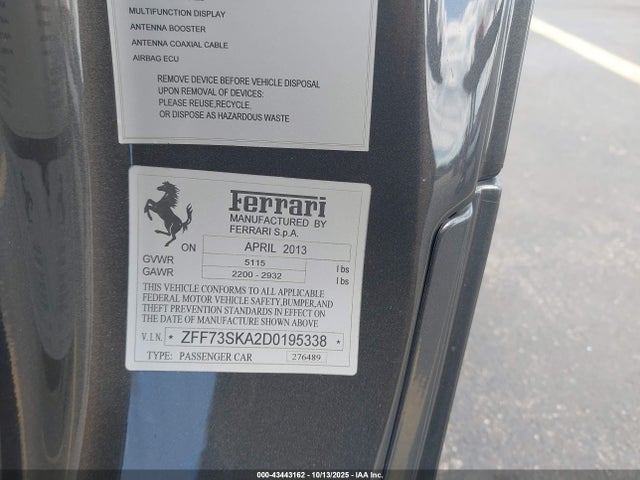 MULTIFUNCTION DISPLAY
ANTENNA BOOSTER
ANTENNA COAXIAL CABLE
AIRBAG ECU
REMOVE DEVICE BEFORE VEHICLE DISPOSAL
UPON REMOVAL OF DEVICES:
PLEASE REUSE,RECYCLE,
OR DISPOSE AS HAZARDOUS WASTE
Ferrari
MANUFACTURED BY
FERRARI S.p.A.
ON APRIL 2013
GVWR 5115 lbs
GAWR 2200 - 2932 lbs
THIS VEHICLE CONFORMS TO ALL APPLICABLE
FEDERAL MOTOR VEHICLE SAFETY,BUMPER,AND
THEFT PREVENTION STANDARDS IN EFFECT ON
THE DATE OF MANUFACTURE SHOWN ABOVE
V.I.N. * ZFF73SKA2D0195338 *
TYPE: PASSENGER CAR 276489
000-43443162 - 10/13/2025 - IAA Inc.